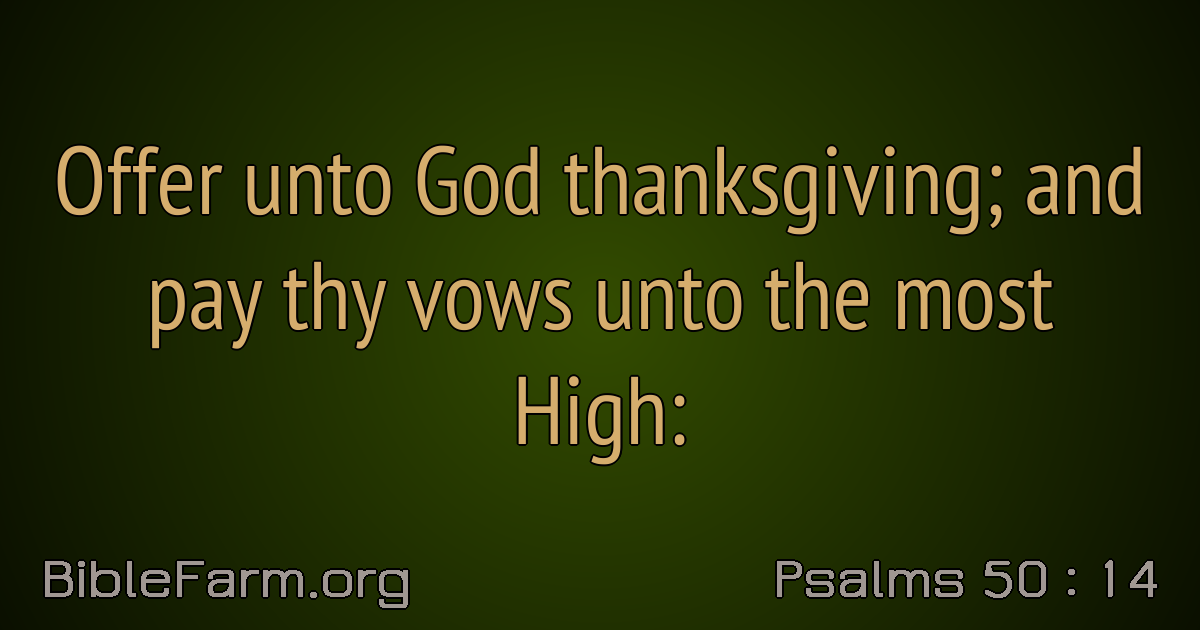 Offer unto God thanksgiving; and
pay thy vows unto the most
High:
BibleFarm.org
Psalms 50 : 14